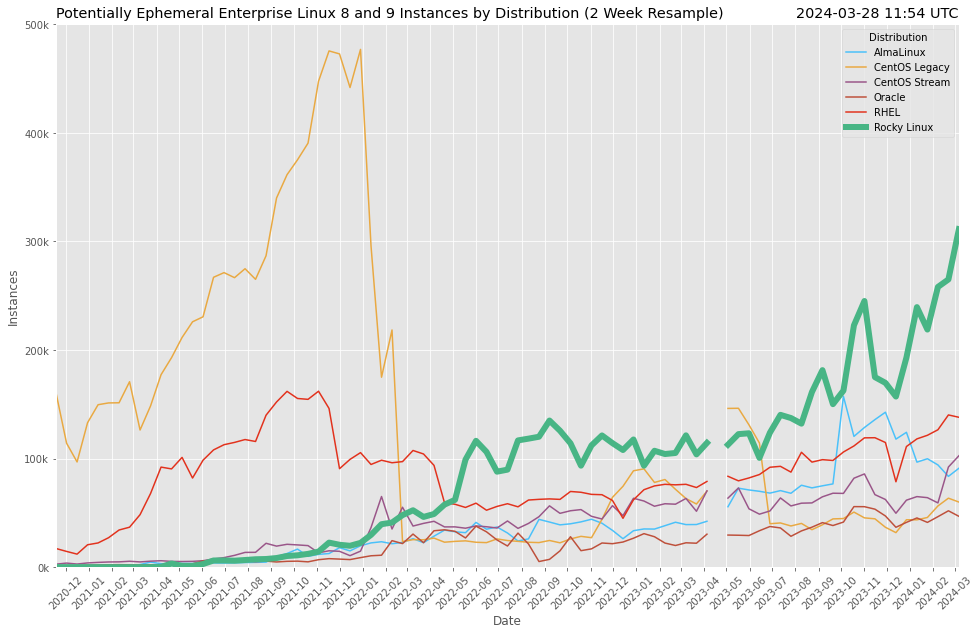 Potentially Ephemeral Enterprise Linux 8 and 9 Instances by Distribution (2 Week Resample)
2024-03-28 11:54 UTC
500k
400k
300k
200k
100k
0k
Instances
Distribution
AlmaLinux
CentOS Legacy
CentOS Stream
Oracle
RHEL
Rocky Linux
2020-12
2021-01
2021-02
2021-03
2021-04
2021-05
2021-06
2021-07
2021-08
2021-09
2021-10
2021-11
2021-12
2022-01
2022-02
2022-03
2022-04
2022-05
2022-06
2022-07
2022-08
2022-09
2022-10
2022-11
2022-12
2023-01
2023-02
2023-03
2023-04
2023-05
2023-06
2023-07
2023-08
2023-09
2023-10
2023-11
2023-12
2024-01
2024-02
2024-03
Date